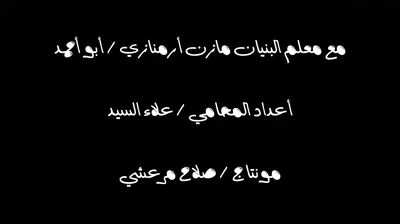 مع معلم البنيان مازن أرمنازي / أبو أحمد
أعداد المحامي / علاء السيد
مونتاج / صلاح مرعشي